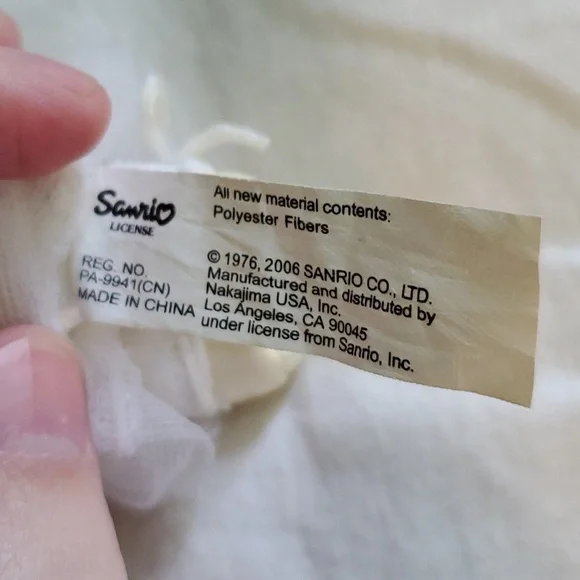 Sanrio
LICENSE
REG. NO.
PA-9941(CN)
MADE IN CHINA
All new material contents:
Polyester Fibers
© 1976, 2006 SANRIO CO., LTD.
Manufactured and distributed by
Nakajima USA, Inc.
Los Angeles, CA 90045
under license from Sanrio, Inc.